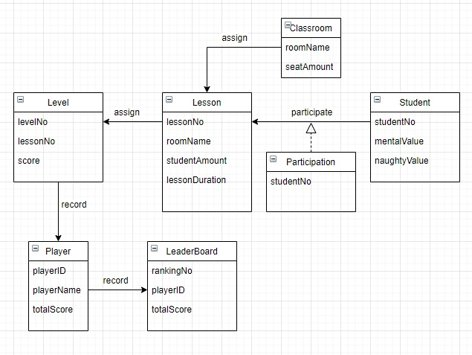 Classroom
roomName
seatAmount
assign
Level
levelNo
lessonNo
score
assign
Lesson
lessonNo
roomName
studentAmount
lessonDuration
participate
Student
studentNo
mentalValue
naughtyValue
Participation
studentNo
record
Player
playerID
playerName
totalScore
record
LeaderBoard
rankingNo
playerID
totalScore